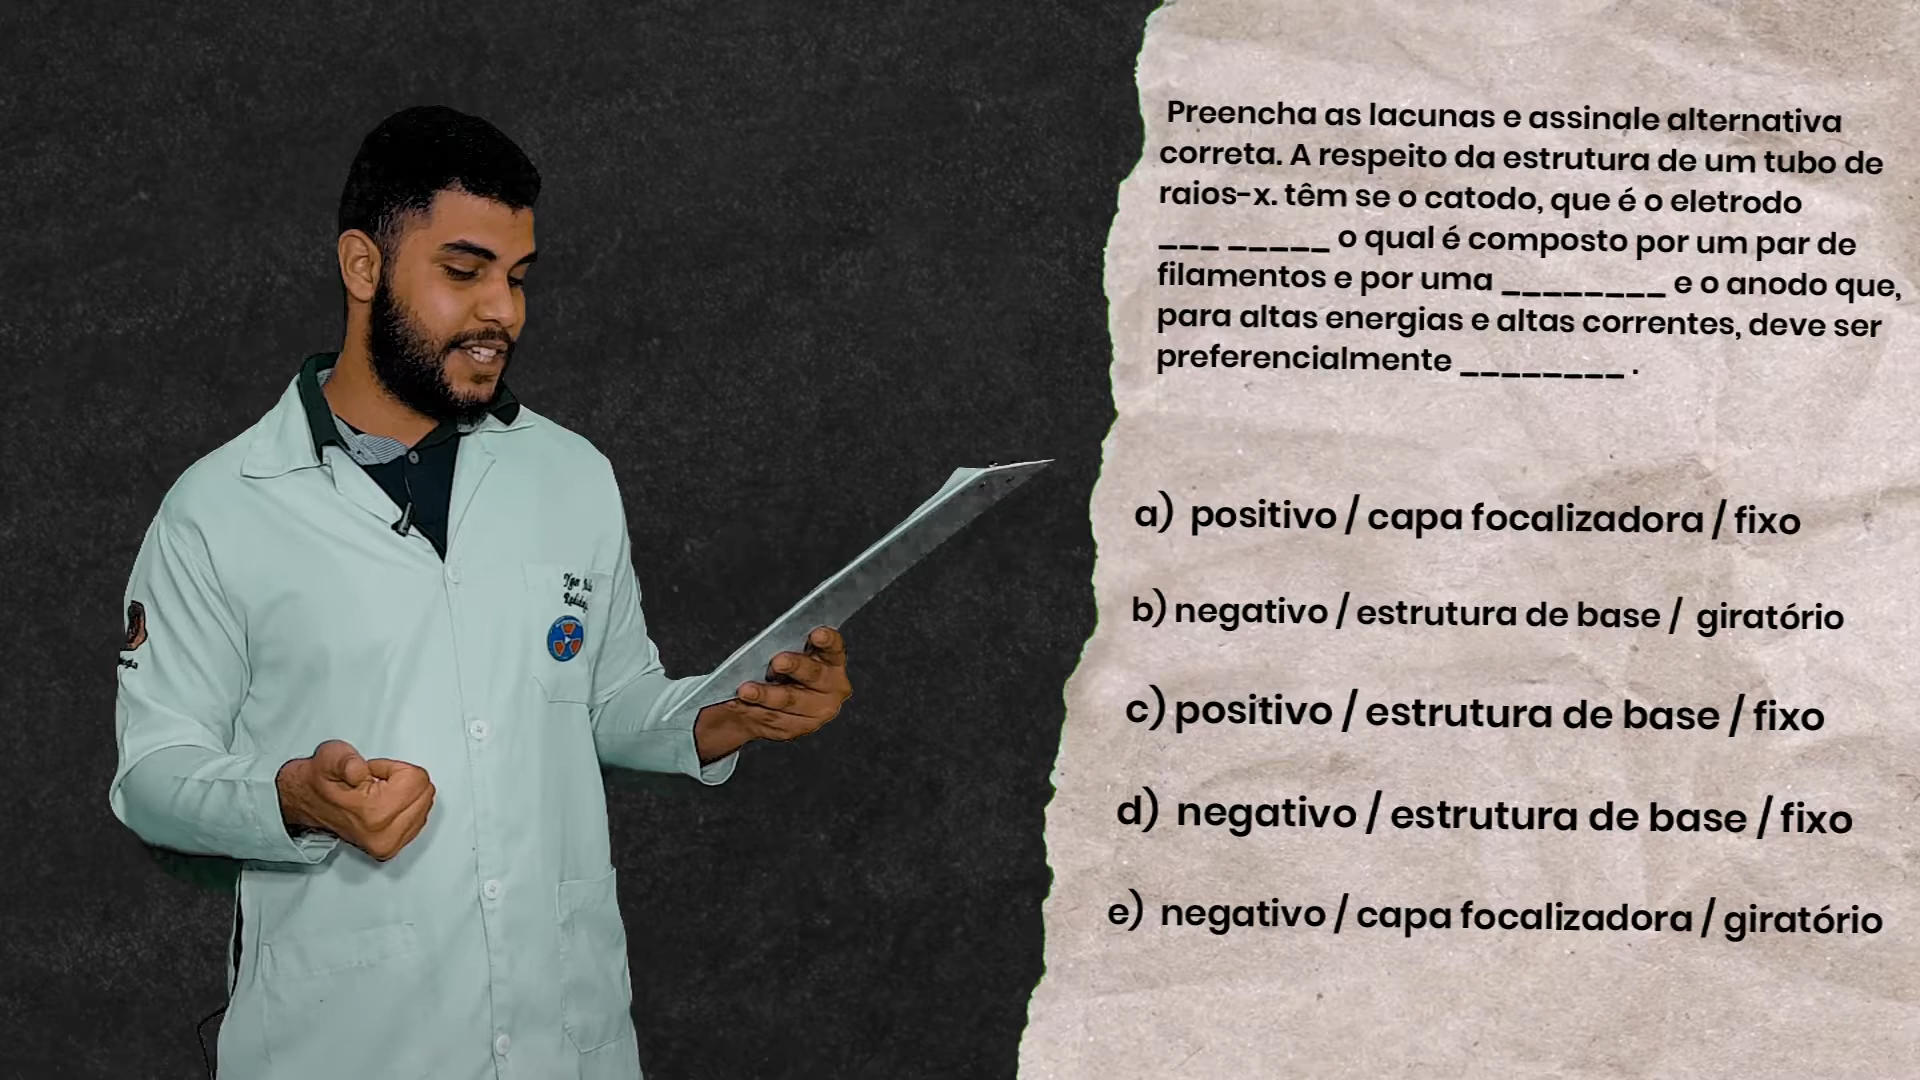 Preencha as lacunas e assinale alternativa
correta. A respeito da estrutura de um tubo de
raios-x. têm se o catodo, que é o eletrodo
___ _____ o qual é composto por um par de
filamentos e por uma ________ e o anodo que,
para altas energias e altas correntes, deve ser
preferencialmente ________ .
a) positivo / capa focalizadora / fixo
b) negativo / estrutura de base / giratório
c) positivo / estrutura de base / fixo
d) negativo / estrutura de base / fixo
e) negativo / capa focalizadora / giratório